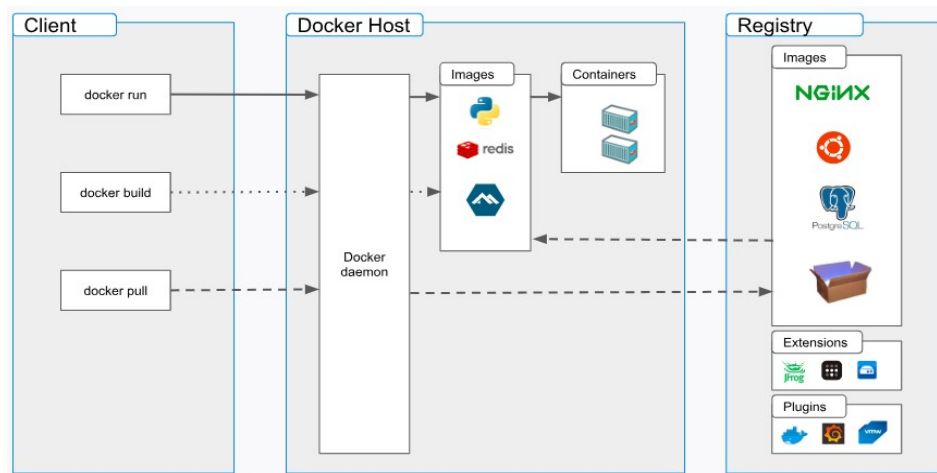 Client
docker run
docker build
docker pull
Docker Host
Docker
daemon
Images
redis
Containers
Registry
Images
NGINX
PostgreSQL
Extensions
JFrog
Plugins
vmw